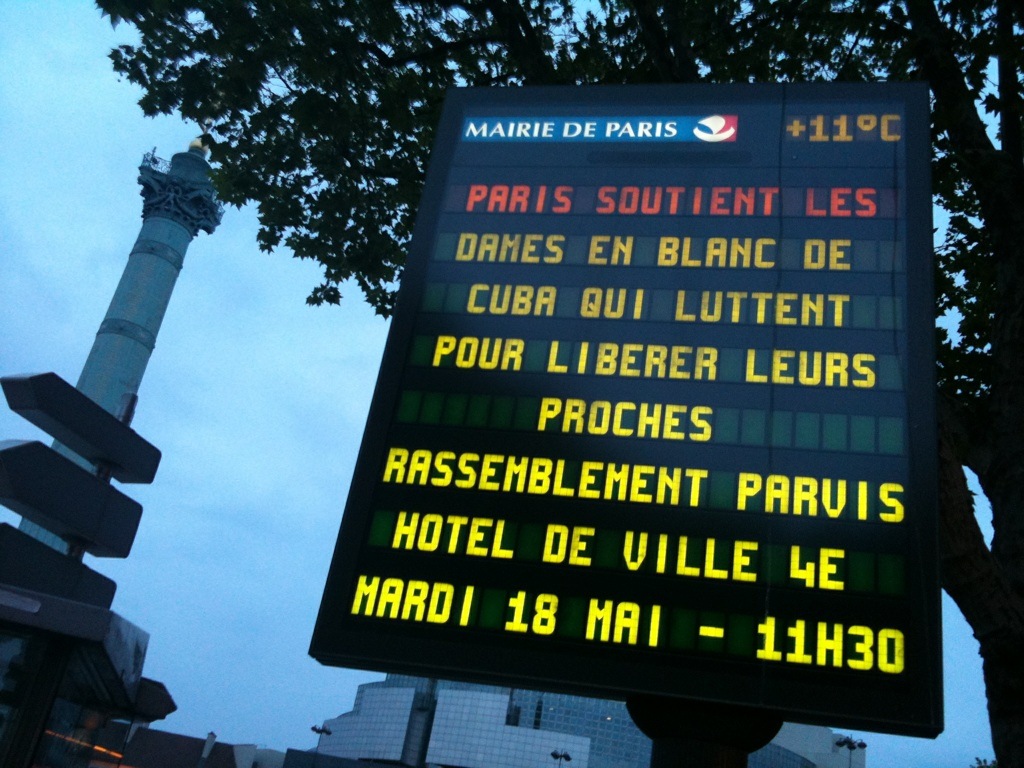 MAIRIE DE PARIS +11ºC
PARIS SOUTIENT LES
DAMES EN BLANC DE
CUBA QUI LUTTENT
POUR LIBERER LEURS
PROCHES
RASSEMBLEMENT PARVIS
HOTEL DE VILLE 4E
MARDI 18 MAI - 11H30